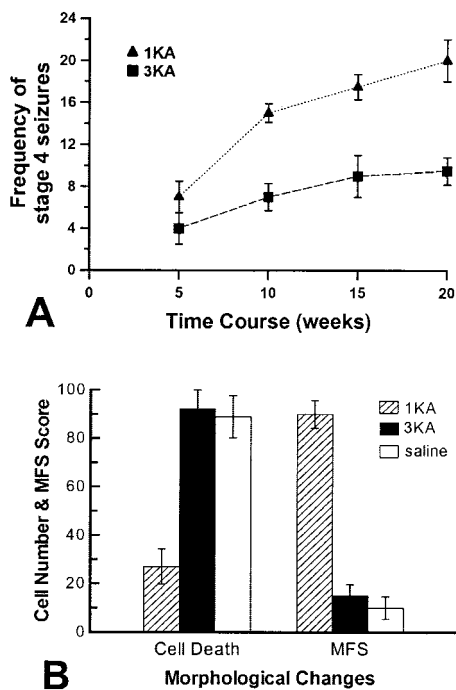 24
20
16
12
8
4
0
Frequency of
stage 4 seizures
1KA
3KA
0 5 10 15 20
A
Time Course (weeks)
100
80
60
40
20
0
Cell Number & MFS Score
1KA
3KA
saline
Cell Death MFS
B
Morphological Changes